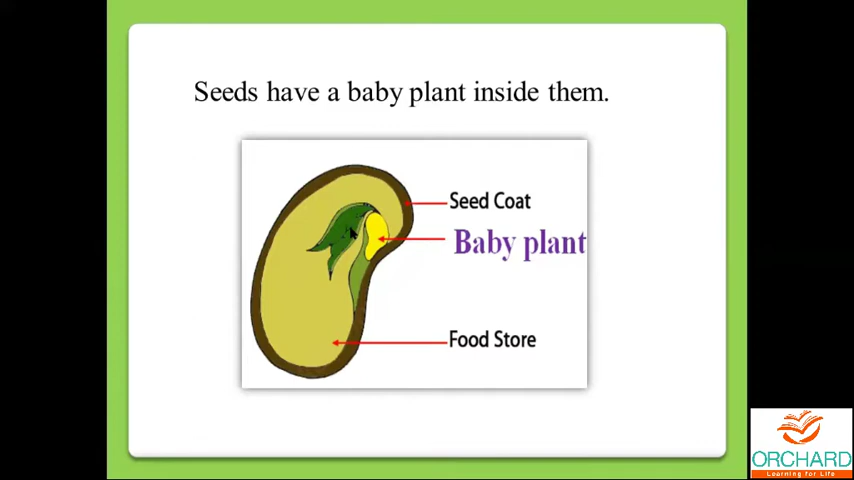 Seeds have a baby plant inside them.
Seed Coat
Baby plant
Food Store
ORCHARD
Learning for Life